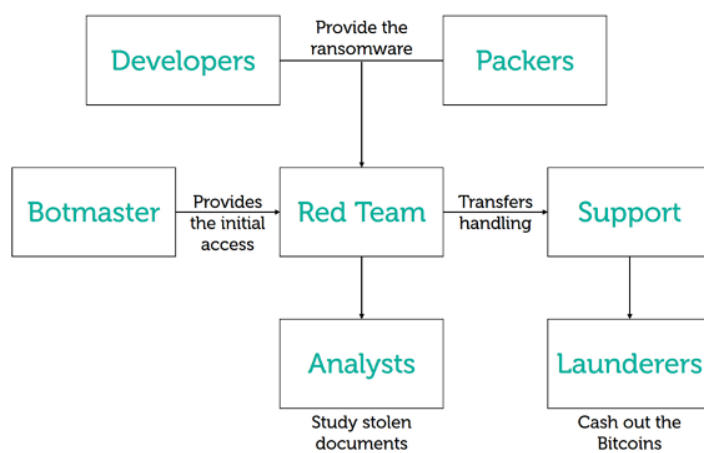 Provide the
ransomware
Developers
Packers
Botmaster
Provides
the initial
access
Red Team
Transfers
handling
Support
Analysts
Launderers
Study stolen
documents
Cash out the
Bitcoins